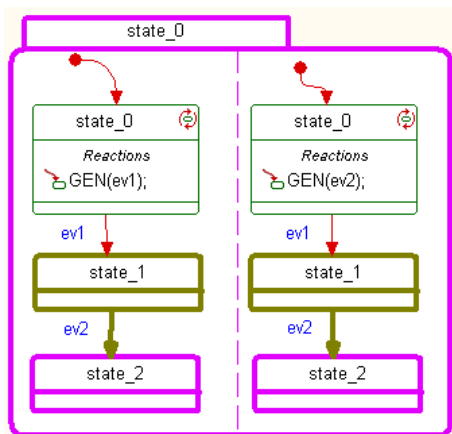 state_0
state_0
Reactions
GEN(ev1);
ev1
state_1
ev2
state_2
state_0
Reactions
GEN(ev2);
ev1
state_1
ev2
state_2